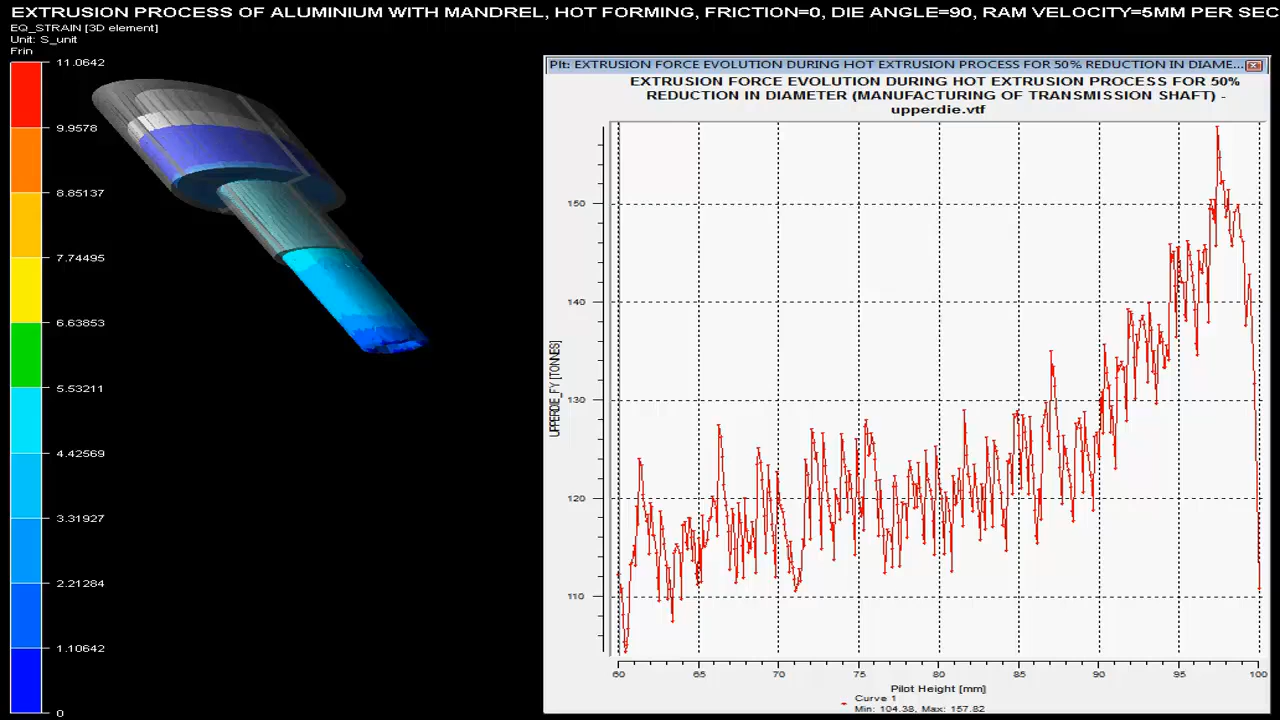 EXTRUSION PROCESS OF ALUMINIUM WITH MANDREL, HOT FORMING, FRICTION=0, DIE ANGLE=90, RAM VELOCITY=5MM PER SEC
EQ_STRAIN [3D element]
Unit: S_unit
Frin
11.0642
9.9578
8.85137
7.74495
6.63853
5.53211
4.42569
3.31927
2.21284
1.10642
0
Plt: EXTRUSION FORCE EVOLUTION DURING HOT EXTRUSION PROCESS FOR 50% REDUCTION IN DIAME...
EXTRUSION FORCE EVOLUTION DURING HOT EXTRUSION PROCESS FOR 50%
REDUCTION IN DIAMETER (MANUFACTURING OF TRANSMISSION SHAFT) -
upperdie.vtf
UPPERDIE_FY [TONNES]
150
140
130
120
110
60 65 70 75 80 85 90 95 100
Pilot Height [mm]
Curve 1
Min: 104.38, Max: 157.82